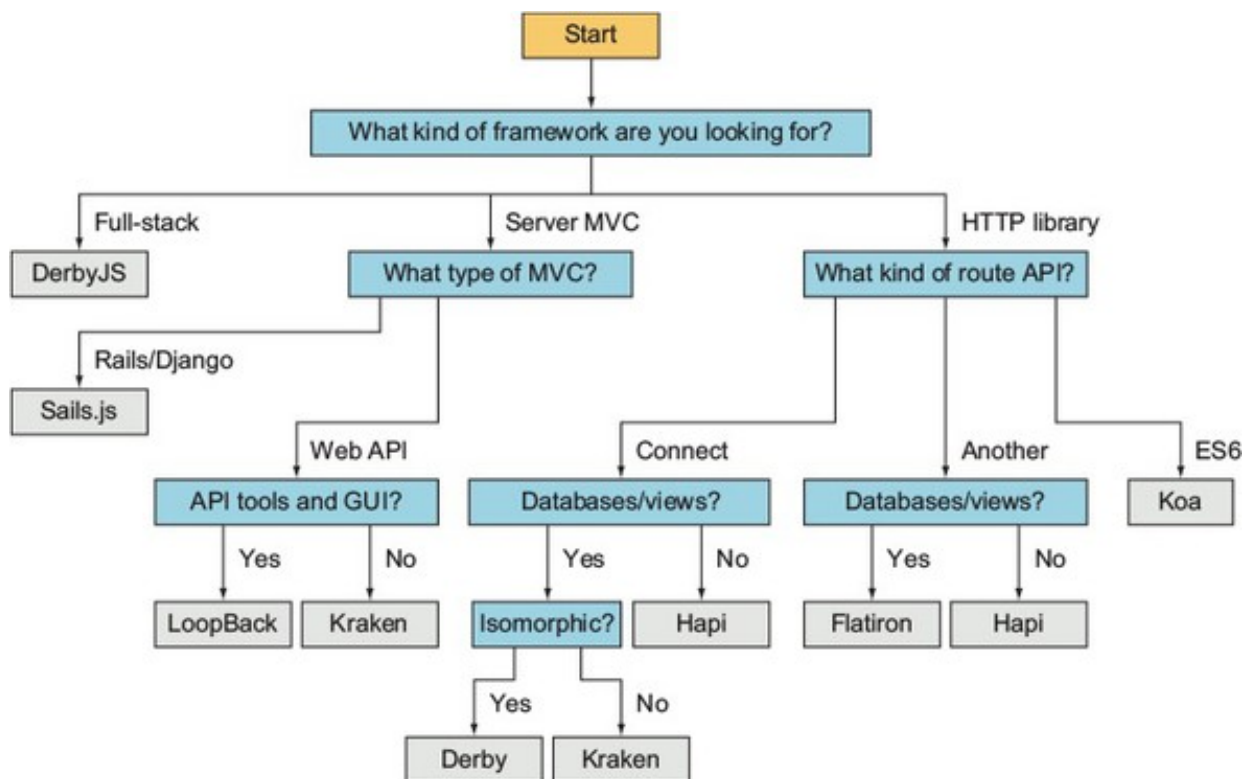 Start
What kind of framework are you looking for?
Full-stack
Server MVC
HTTP library
DerbyJS
What type of MVC?
What kind of route API?
Rails/Django
Sails.js
Web API
Connect
Another
ES6
API tools and GUI?
Databases/views?
Databases/views?
Koa
Yes
No
Yes
No
Yes
No
LoopBack
Kraken
Isomorphic?
Hapi
Flatiron
Hapi
Yes
No
Derby
Kraken